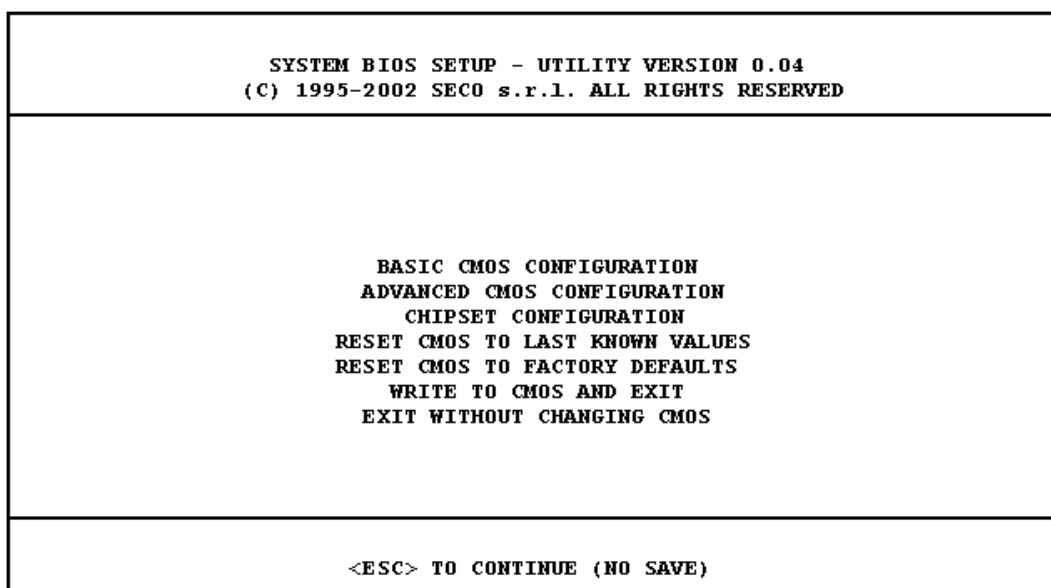 SYSTEM BIOS SETUP - UTILITY VERSION 0.04
(C) 1995-2002 SECO s.r.l. ALL RIGHTS RESERVED
BASIC CMOS CONFIGURATION
ADVANCED CMOS CONFIGURATION
CHIPSET CONFIGURATION
RESET CMOS TO LAST KNOWN VALUES
RESET CMOS TO FACTORY DEFAULTS
WRITE TO CMOS AND EXIT
EXIT WITHOUT CHANGING CMOS
<ESC> TO CONTINUE (NO SAVE)